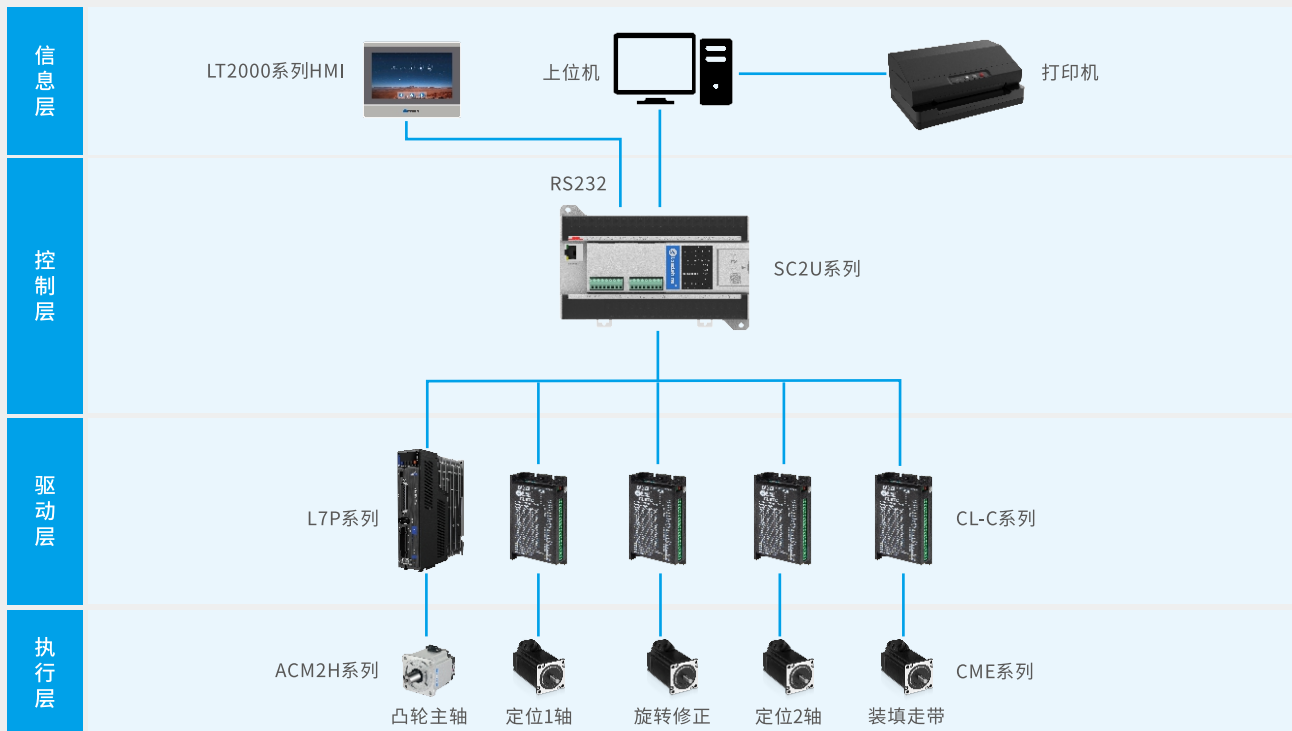 信息层
LT2000系列HMI
上位机
打印机
RS232
控制层
SC2U系列
驱动层
L7P系列
CL-C系列
执行层
ACM2H系列
CME系列
凸轮主轴
定位1轴
旋转修正
定位2轴
装填走带